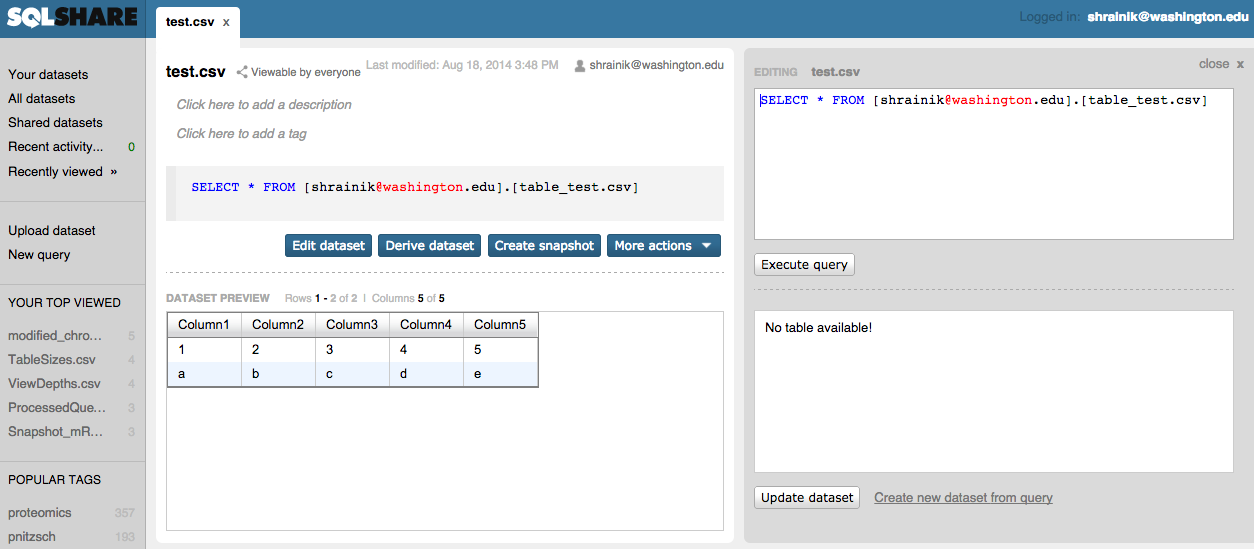 SQLSHARE
test.csv x
Logged in: shrainik@washington.edu
Your datasets
All datasets
Shared datasets
Recent activity... 0
Recently viewed »
Upload dataset
New query
YOUR TOP VIEWED
modified_chro... 5
TableSizes.csv 4
ViewDepths.csv 4
ProcessedQue... 3
Snapshot_mR... 3
POPULAR TAGS
proteomics 357
pnitzsch 193
test.csv Viewable by everyone Last modified: Aug 18, 2014 3:48 PM shrainik@washington.edu
Click here to add a description
Click here to add a tag
SELECT * FROM [shrainik@washington.edu].[table_test.csv]
Edit dataset Derive dataset Create snapshot More actions
DATASET PREVIEW Rows 1 - 2 of 2 | Columns 5 of 5
Column1 Column2 Column3 Column4 Column5
1 2 3 4 5
a b c d e
EDITING test.csv close x
SELECT * FROM [shrainik@washington.edu].[table_test.csv]
Execute query
No table available!
Update dataset Create new dataset from query